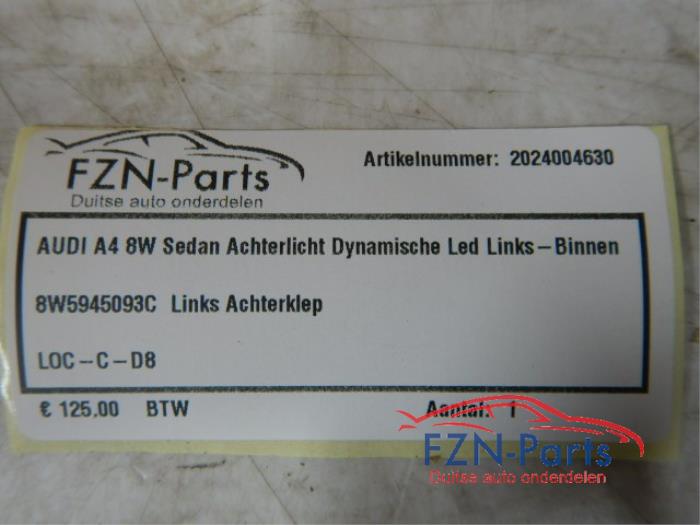 FZN-Parts
Duitse auto onderdelen
Artikelnummer: 2024004630
AUDI A4 8W Sedan Achterlicht Dynamische Led Links-Binnen
8W5945093C Links Achterklep
LOC-C-D8
€ 125,00 BTW
Aantal: 1
FZN-Parts
Duitse auto onderdelen